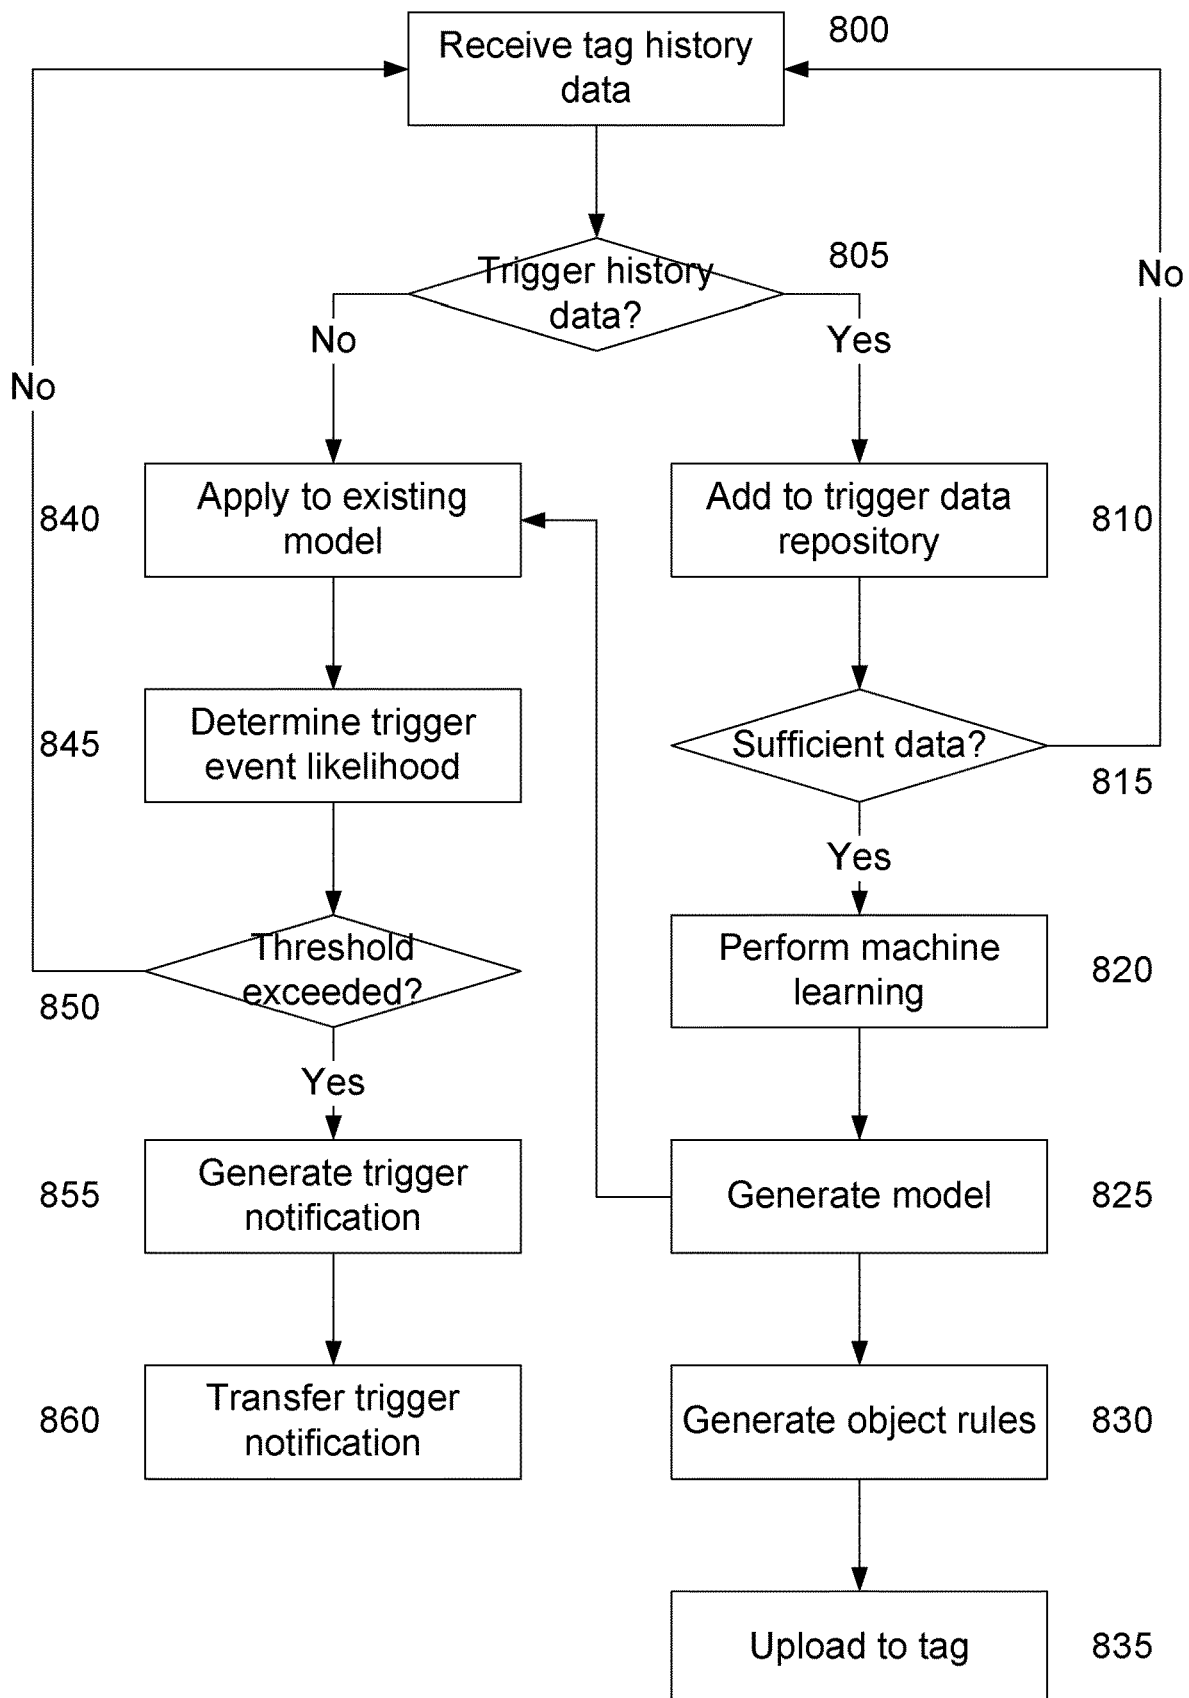 Receive tag history
data
800
Trigger history
data?
805
No
No
Yes
No
Apply to existing
model
840
Add to trigger data
repository
810
Determine trigger
event likelihood
845
Sufficient data?
815
Yes
Threshold
exceeded?
850
Perform machine
learning
820
Yes
Generate trigger
notification
855
Generate model
825
Transfer trigger
notification
860
Generate object rules
830
Upload to tag
835